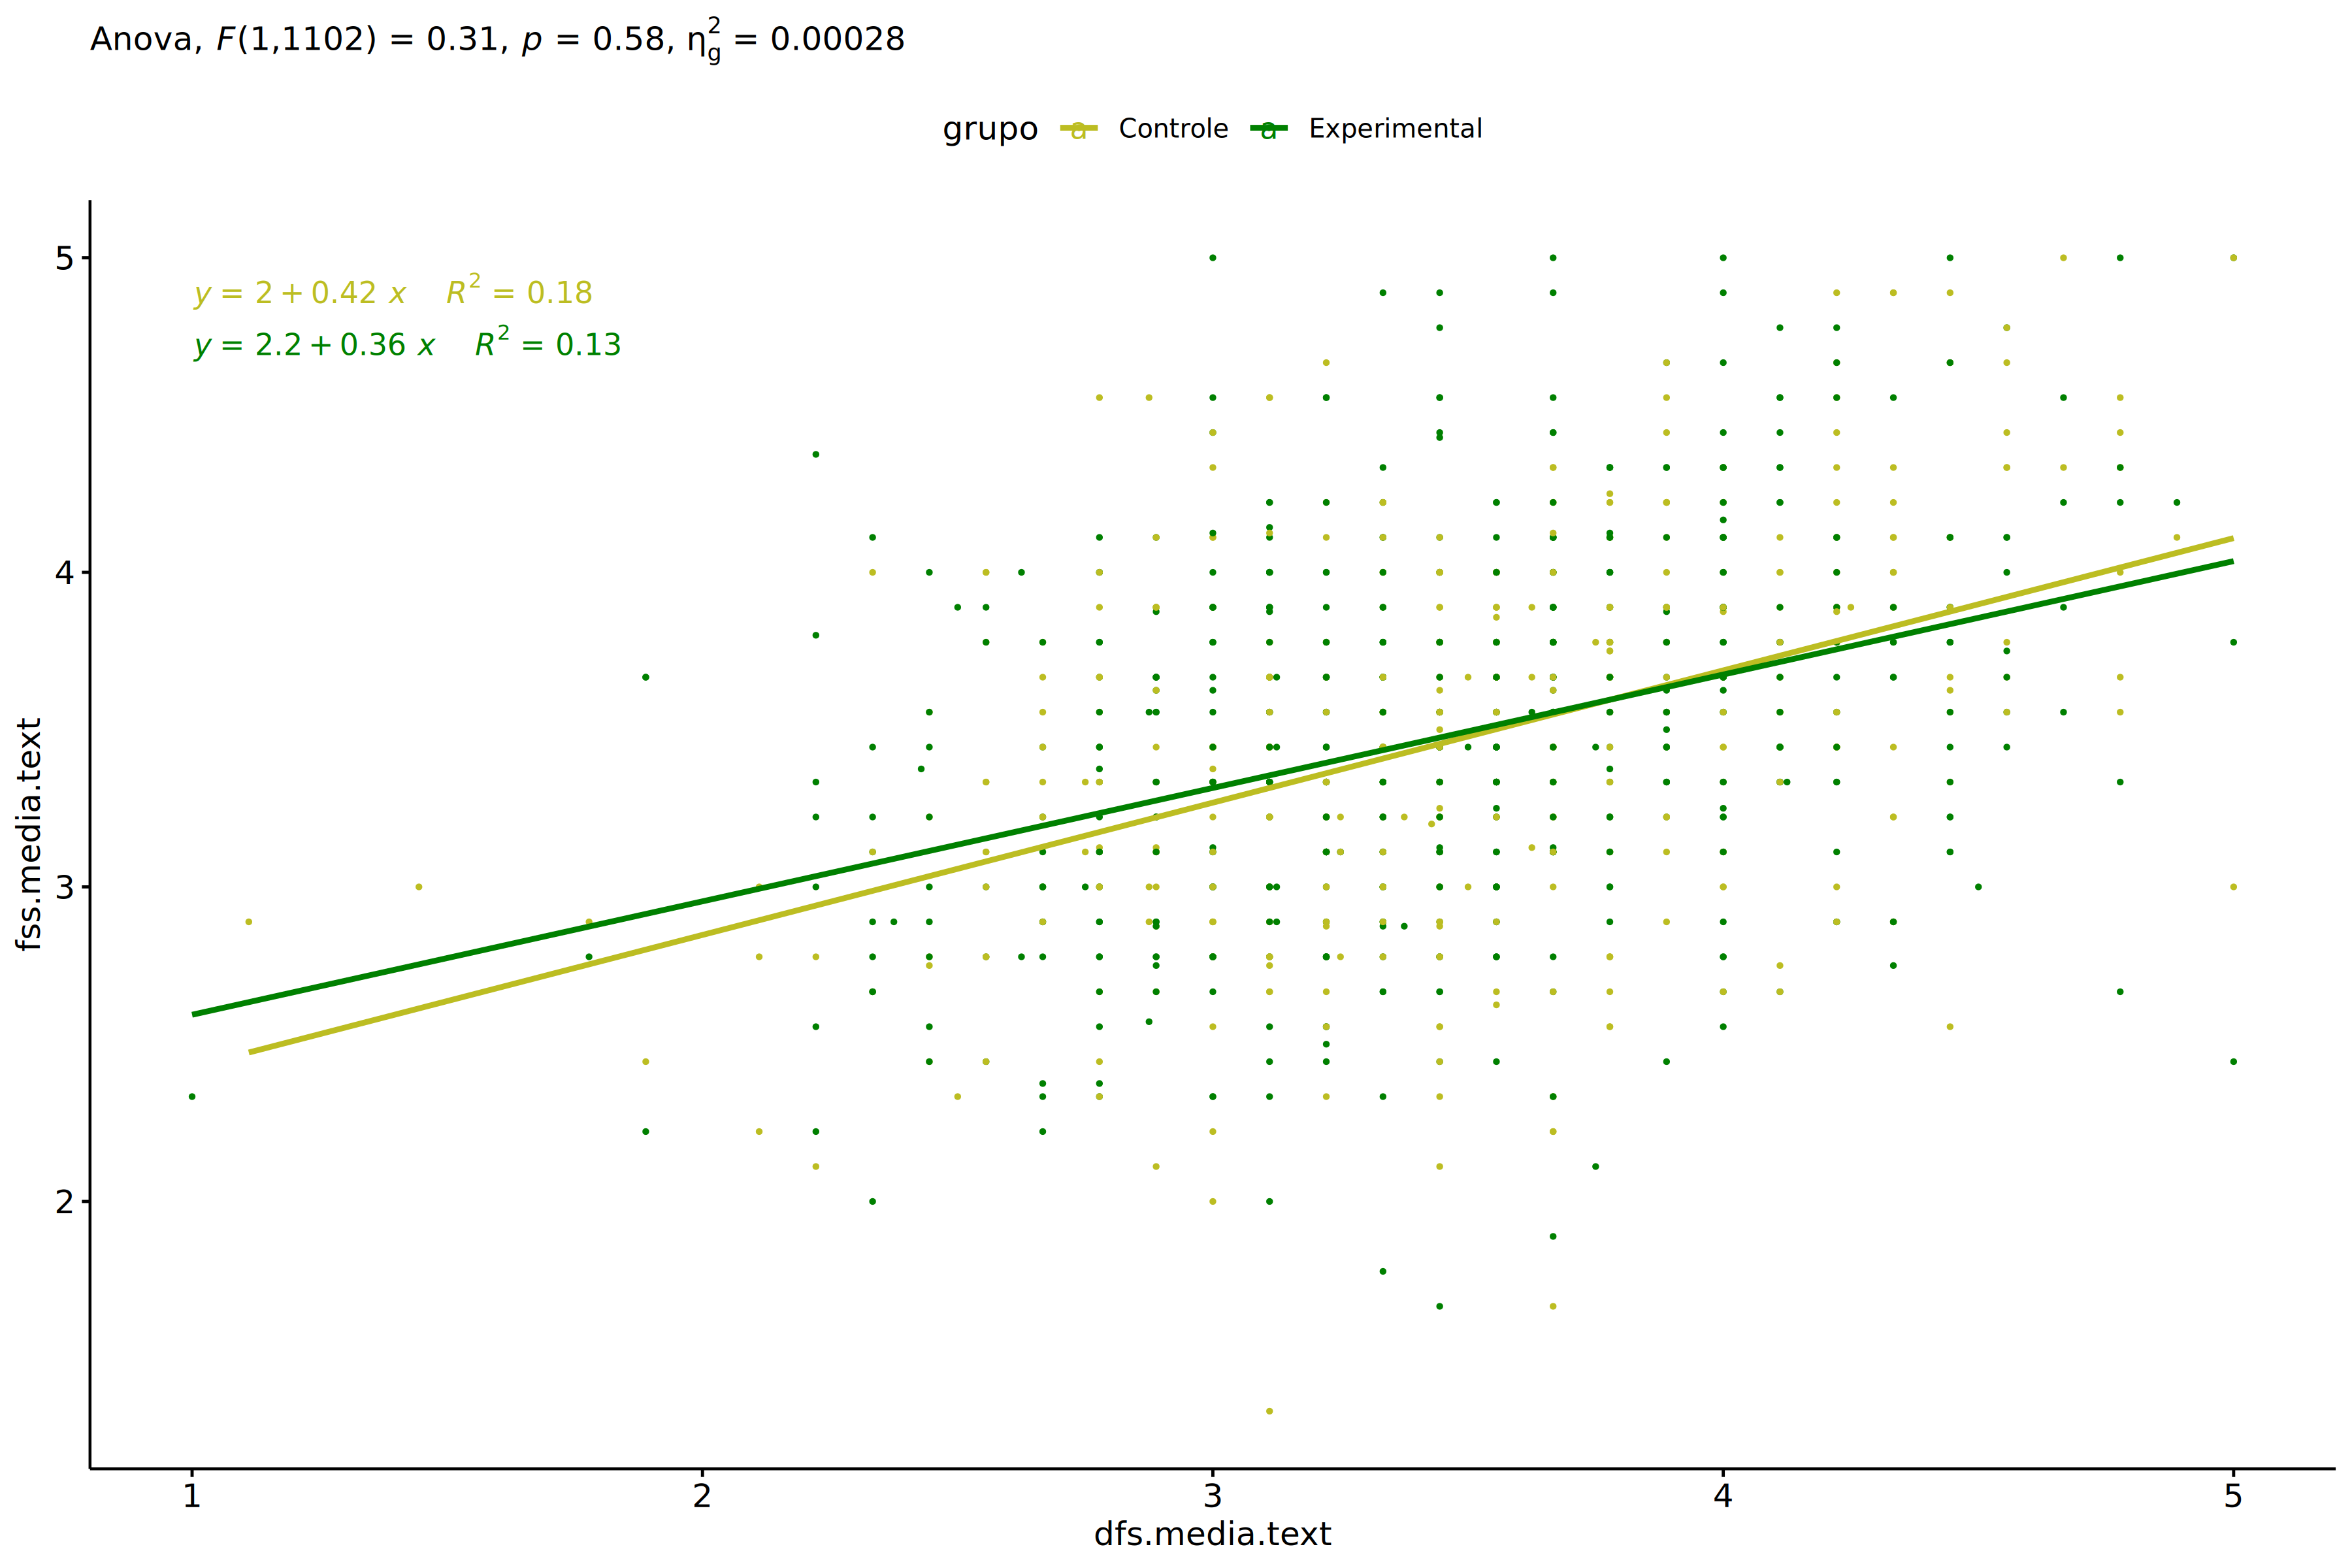 Anova, F(1,1102) = 0.31, p = 0.58, η²g = 0.00028
grupo a Controle a Experimental
y = 2 + 0.42 x R² = 0.18
y = 2.2 + 0.36 x R² = 0.13
5
4
3
2
fss.media.text
1 2 3 4 5
dfs.media.text